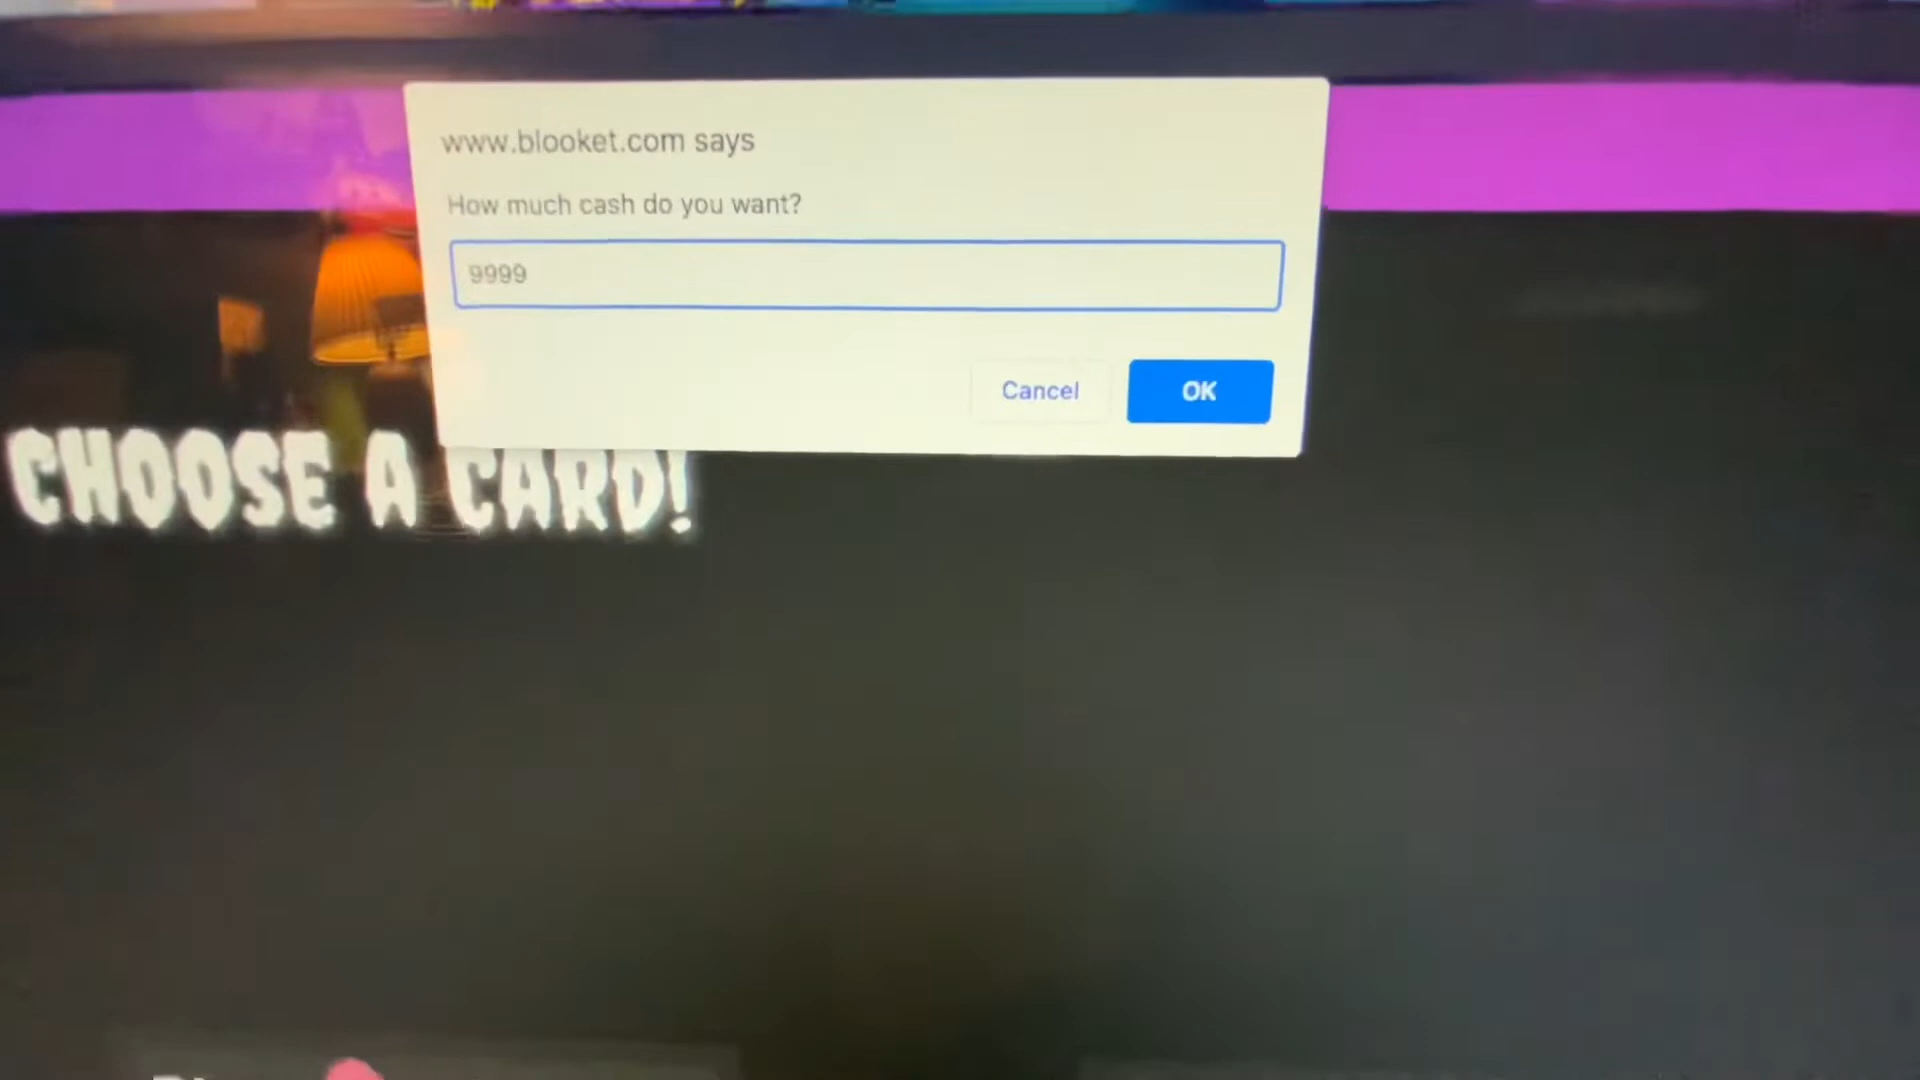 www.blooket.com says
How much cash do you want?
9999
Cancel
OK
CHOOSE A CARD!